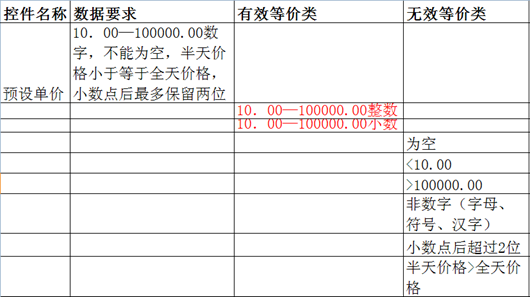 控件名称 数据要求 有效等价类 无效等价类
10．00—100000.00数
字，不能为空，半天价
格小于等于全天价格，
预设单价 小数点后最多保留两位
10．00—100000.00整数
10．00—100000.00小数
为空
<10.00
>100000.00
非数字（字母、
符号、汉字）
小数点后超过2位
半天价格>全天价
格